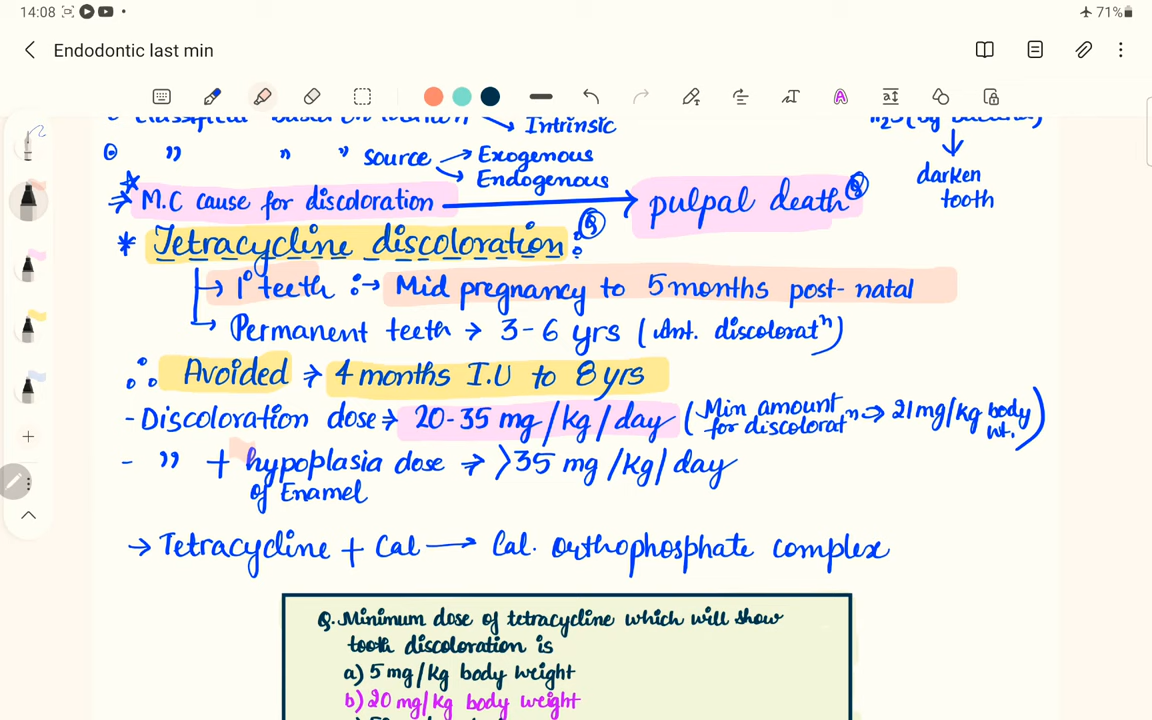 14:08
71%
Endodontic last min
Intrinsic
⊙ " " " source → Exogenous
→ Endogenous
darken
tooth
⇒ M.C cause for discoloration → pulpal death Q
* Tetracycline discoloration : Q
→ 1° teeth :→ Mid pregnancy to 5 months post-natal
→ Permanent teeth → 3-6 yrs (Ant. discoloratⁿ)
∴ Avoided → 4 months I.U to 8 yrs
- Discoloration dose → 20-35 mg/kg/day (Min amount for discoloratⁿ → 21 mg/kg body wt.)
- " + hypoplasia dose → >35 mg/kg/day
of Enamel
→ Tetracycline + Cal → Cal. Orthophosphate complex
Q. Minimum dose of tetracycline which will show
tooth discoloration is
a) 5 mg/kg body weight
b) 20 mg/kg body weight